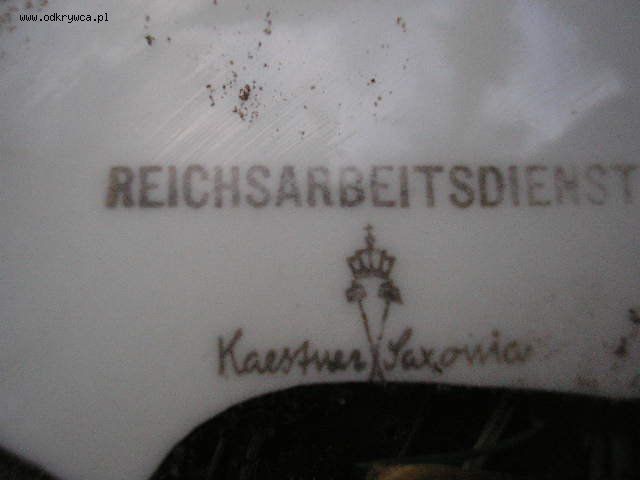 www.odkrywca.pl
REICHSARBEITSDIENST
Kaestner Saxonia